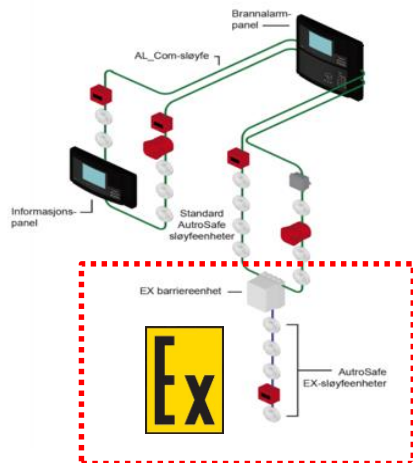 Brannalarm-
panel
AL_Com-sløyfe
Informasjons-
panel
Standard
AutroSafe
sløyfeenheter
EX barriereenhet
Ex
AutroSafe
EX-sløyfeenheter